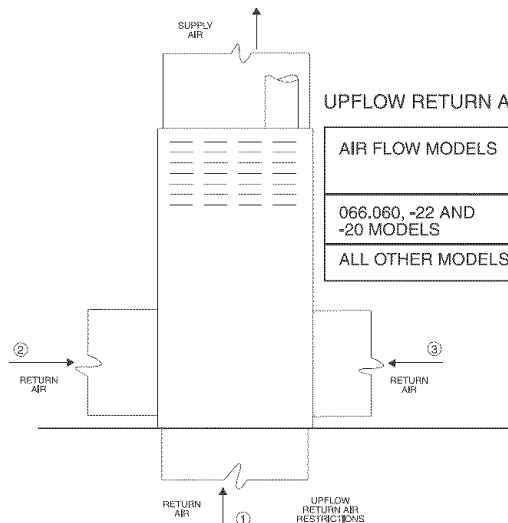 SUPPLY
AIR
UPFLOW RETURN A
AIR FLOW MODELS
066.060, -22 AND
-20 MODELS
ALL OTHER MODELS
②
RETURN
AIR
③
RETURN
AIR
RETURN
AIR
①
UPFLOW
RETURN AIR
RESTRICTIONS